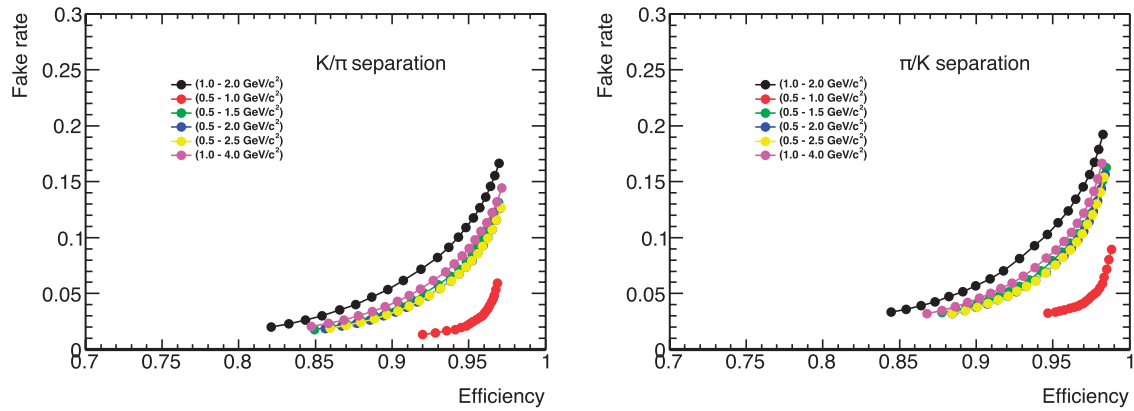 0.3
Fake rate
0.25
0.2
0.15
0.1
0.05
0
K/π separation
(1.0 - 2.0 GeV/c²)
(0.5 - 1.0 GeV/c²)
(0.5 - 1.5 GeV/c²)
(0.5 - 2.0 GeV/c²)
(0.5 - 2.5 GeV/c²)
(1.0 - 4.0 GeV/c²)
0.7 0.75 0.8 0.85 0.9 0.95 1
Efficiency
0.3
Fake rate
0.25
0.2
0.15
0.1
0.05
0
π/K separation
(1.0 - 2.0 GeV/c²)
(0.5 - 1.0 GeV/c²)
(0.5 - 1.5 GeV/c²)
(0.5 - 2.0 GeV/c²)
(0.5 - 2.5 GeV/c²)
(1.0 - 4.0 GeV/c²)
0.7 0.75 0.8 0.85 0.9 0.95 1
Efficiency